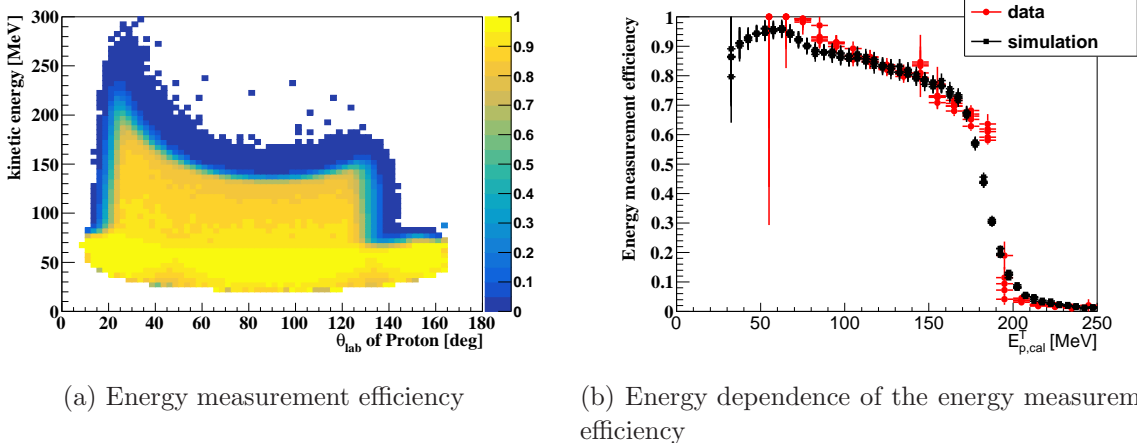 kinetic energy [MeV]
300
250
200
150
100
50
0
0 20 40 60 80 100 120 140 160 180
θlab of Proton [deg]
1
0.9
0.8
0.7
0.6
0.5
0.4
0.3
0.2
0.1
0
Energy measurement efficiency
1
0.9
0.8
0.7
0.6
0.5
0.4
0.3
0.2
0.1
0
0 50 100 150 200 250
E^T_p,cal [MeV]
data
simulation
(a) Energy measurement efficiency
(b) Energy dependence of the energy measurem
efficiency